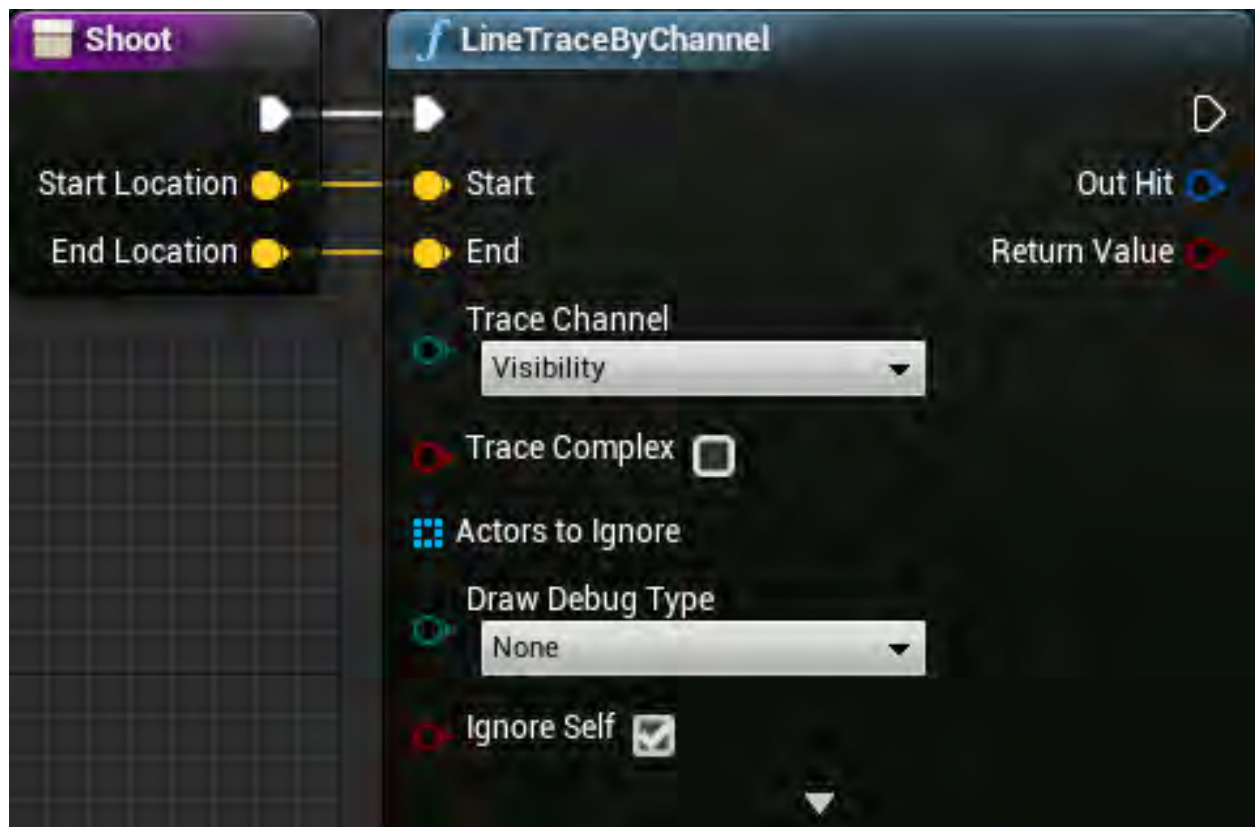 Shoot
f LineTraceByChannel
Start Location
Start
Out Hit
End Location
End
Return Value
Trace Channel
Visibility
Trace Complex
Actors to Ignore
Draw Debug Type
None
Ignore Self